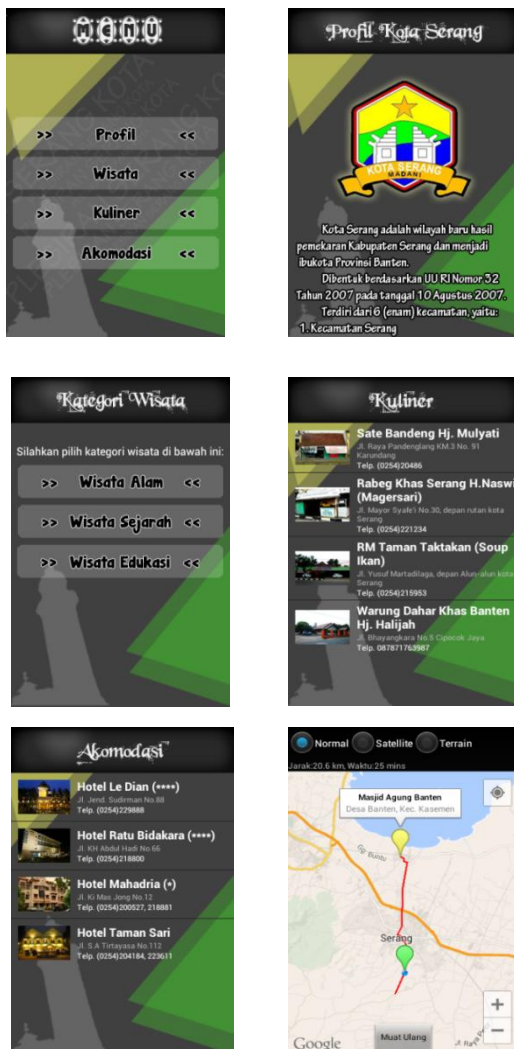 MENU
>> Profil <<
>> Wisata <<
>> Kuliner <<
>> Akomodasi <<
Profil Kota Serang
KOTA SERANG
MADANI
Kota Serang adalah wilayah baru hasil
pemekaran Kabupaten Serang dan menjadi
ibukota Provinsi Banten.
Dibentuk berdasarkan UU RI Nomor 32
Tahun 2007 pada tanggal 10 Agustus 2007.
Terdiri dari 6 (enam) kecamatan, yaitu:
1. Kecamatan Serang
Kategori Wisata
Silahkan pilih kategori wisata di bawah ini:
>> Wisata Alam <<
>> Wisata Sejarah <<
>> Wisata Edukasi <<
Kuliner
Sate Bandeng Hj. Mulyati
Jl. Raya Pandenglang KM.3 No. 91
Karundang
Telp. (0254)20486
Rabeg Khas Serang H.Naswi
(Magersari)
Jl. Mayor Syafe'i No.30, depan rutan kota
Serang
Telp. (0254)221234
RM Taman Taktakan (Soup
Ikan)
Jl. Yusuf Martadilaga, depan Alun-alun kota
Serang
Telp. (0254)215953
Warung Dahar Khas Banten
Hj. Halijah
Jl. Bhayangkara No.5 Cipocok Jaya
Telp. 087871763987
Akomodasi
Hotel Le Dian (****)
Jl. Jend. Sudirman No.88
Telp. (0254)229888
Hotel Ratu Bidakara (****)
Jl. KH Abdul Hadi No.66
Telp. (0254)218800
Hotel Mahadria (*)
Jl. Ki Mas Jong No.12
Telp. (0254)200527, 218881
Hotel Taman Sari
Jl. S.A Tirtayasa No.112
Telp. (0254)204184, 223611
Normal Satellite Terrain
Jarak:20.6 km, Waktu:25 mins
Masjid Agung Banten
Desa Banten, Kec. Kasemen
Gg. Buntu
Serang
+
−
Google
Muat Ulang
Jl. Raya